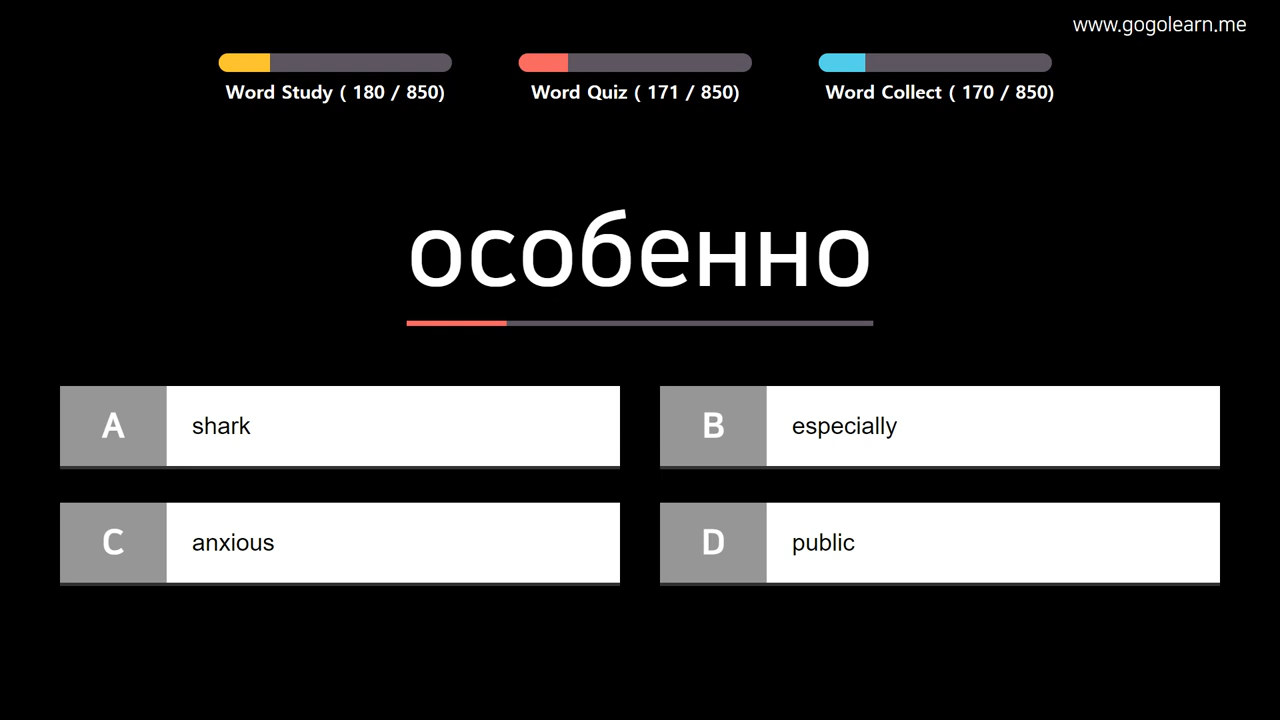 www.gogolearn.me
Word Study ( 180 / 850)
Word Quiz ( 171 / 850)
Word Collect ( 170 / 850)
особенно
A shark
B especially
C anxious
D public